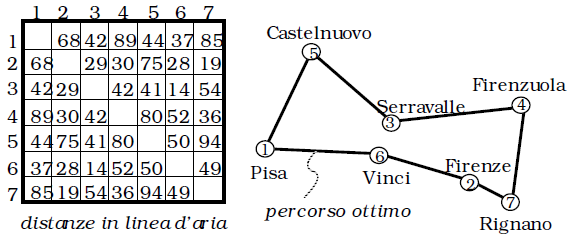 1 2 3 4 5 6 7
1 68 42 89 44 37 85
2 68 29 30 75 28 19
3 42 29 42 41 14 54
4 89 30 42 80 52 36
5 44 75 41 80 50 94
6 37 28 14 52 50 49
7 85 19 54 36 94 49
distanze in linea d'aria
Castelnuovo
5
Firenzuola
4
Serravalle
3
1
Pisa
6
Vinci
Firenze
2
7
Rignano
percorso ottimo